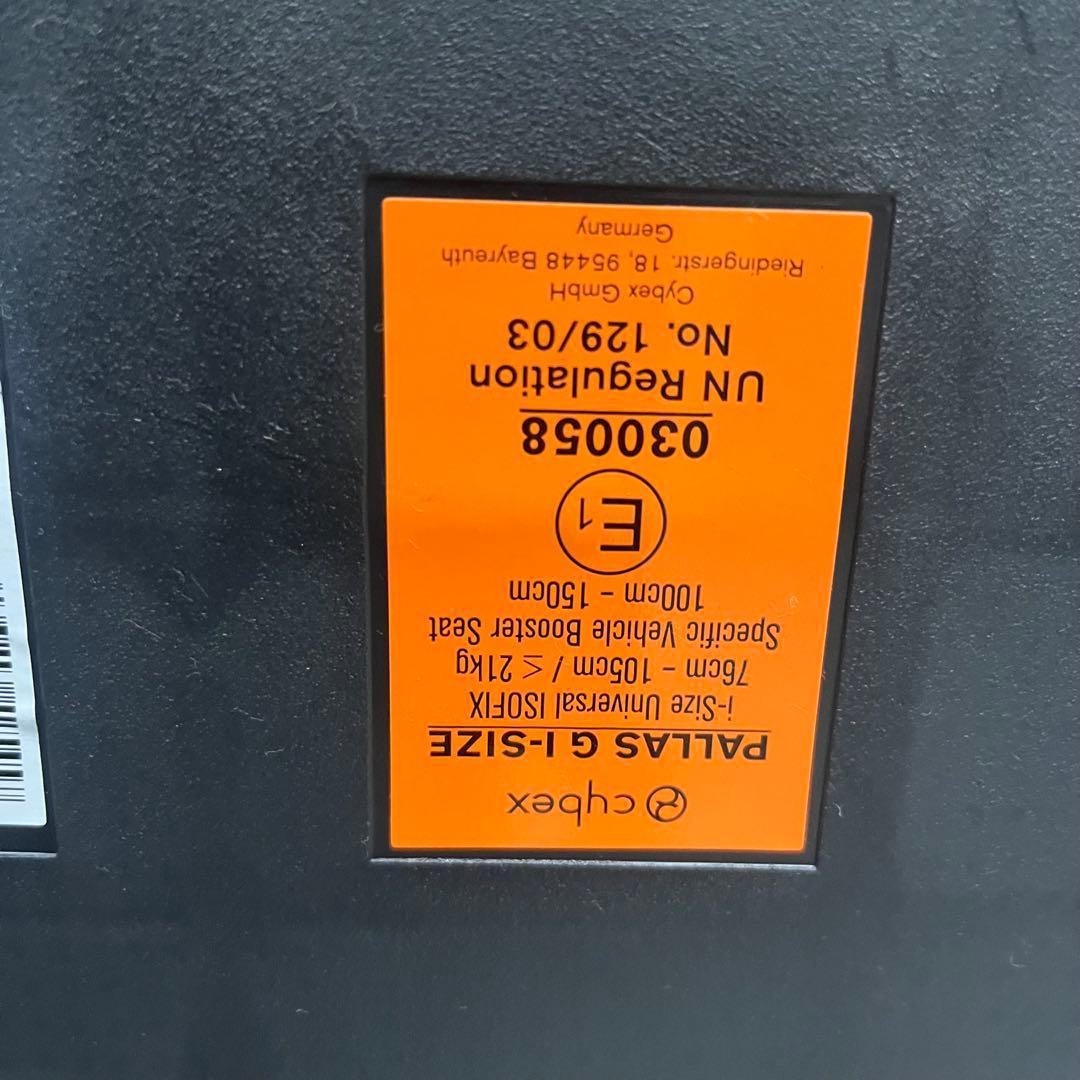 cybex
PALLAS G I-SIZE
i-Size Universal ISOFIX
76cm – 105cm / ≤ 21kg
Specific Vehicle Booster Seat
100cm – 150cm
E1
030058
UN Regulation
No. 129/03
Cybex GmbH
Riedingerstr. 18, 95448 Bayreuth
Germany